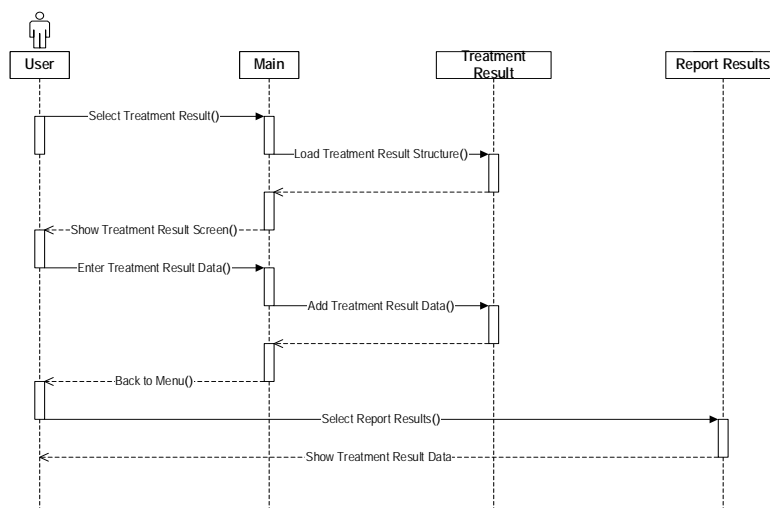 User
Main
Treatment
Result
Report Results
Select Treatment Result()
Load Treatment Result Structure()
Show Treatment Result Screen()
Enter Treatment Result Data()
Add Treatment Result Data()
Back to Menu()
Select Report Results()
Show Treatment Result Data